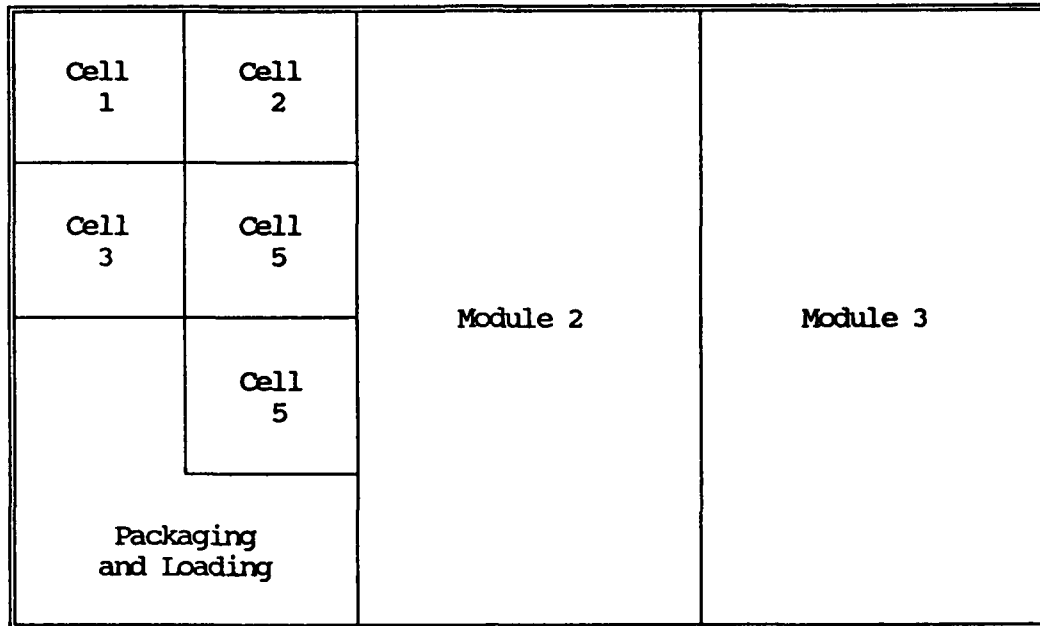 Cell
1
Cell
2
Cell
3
Cell
5
Module 2
Module 3
Cell
5
Packaging
and Loading